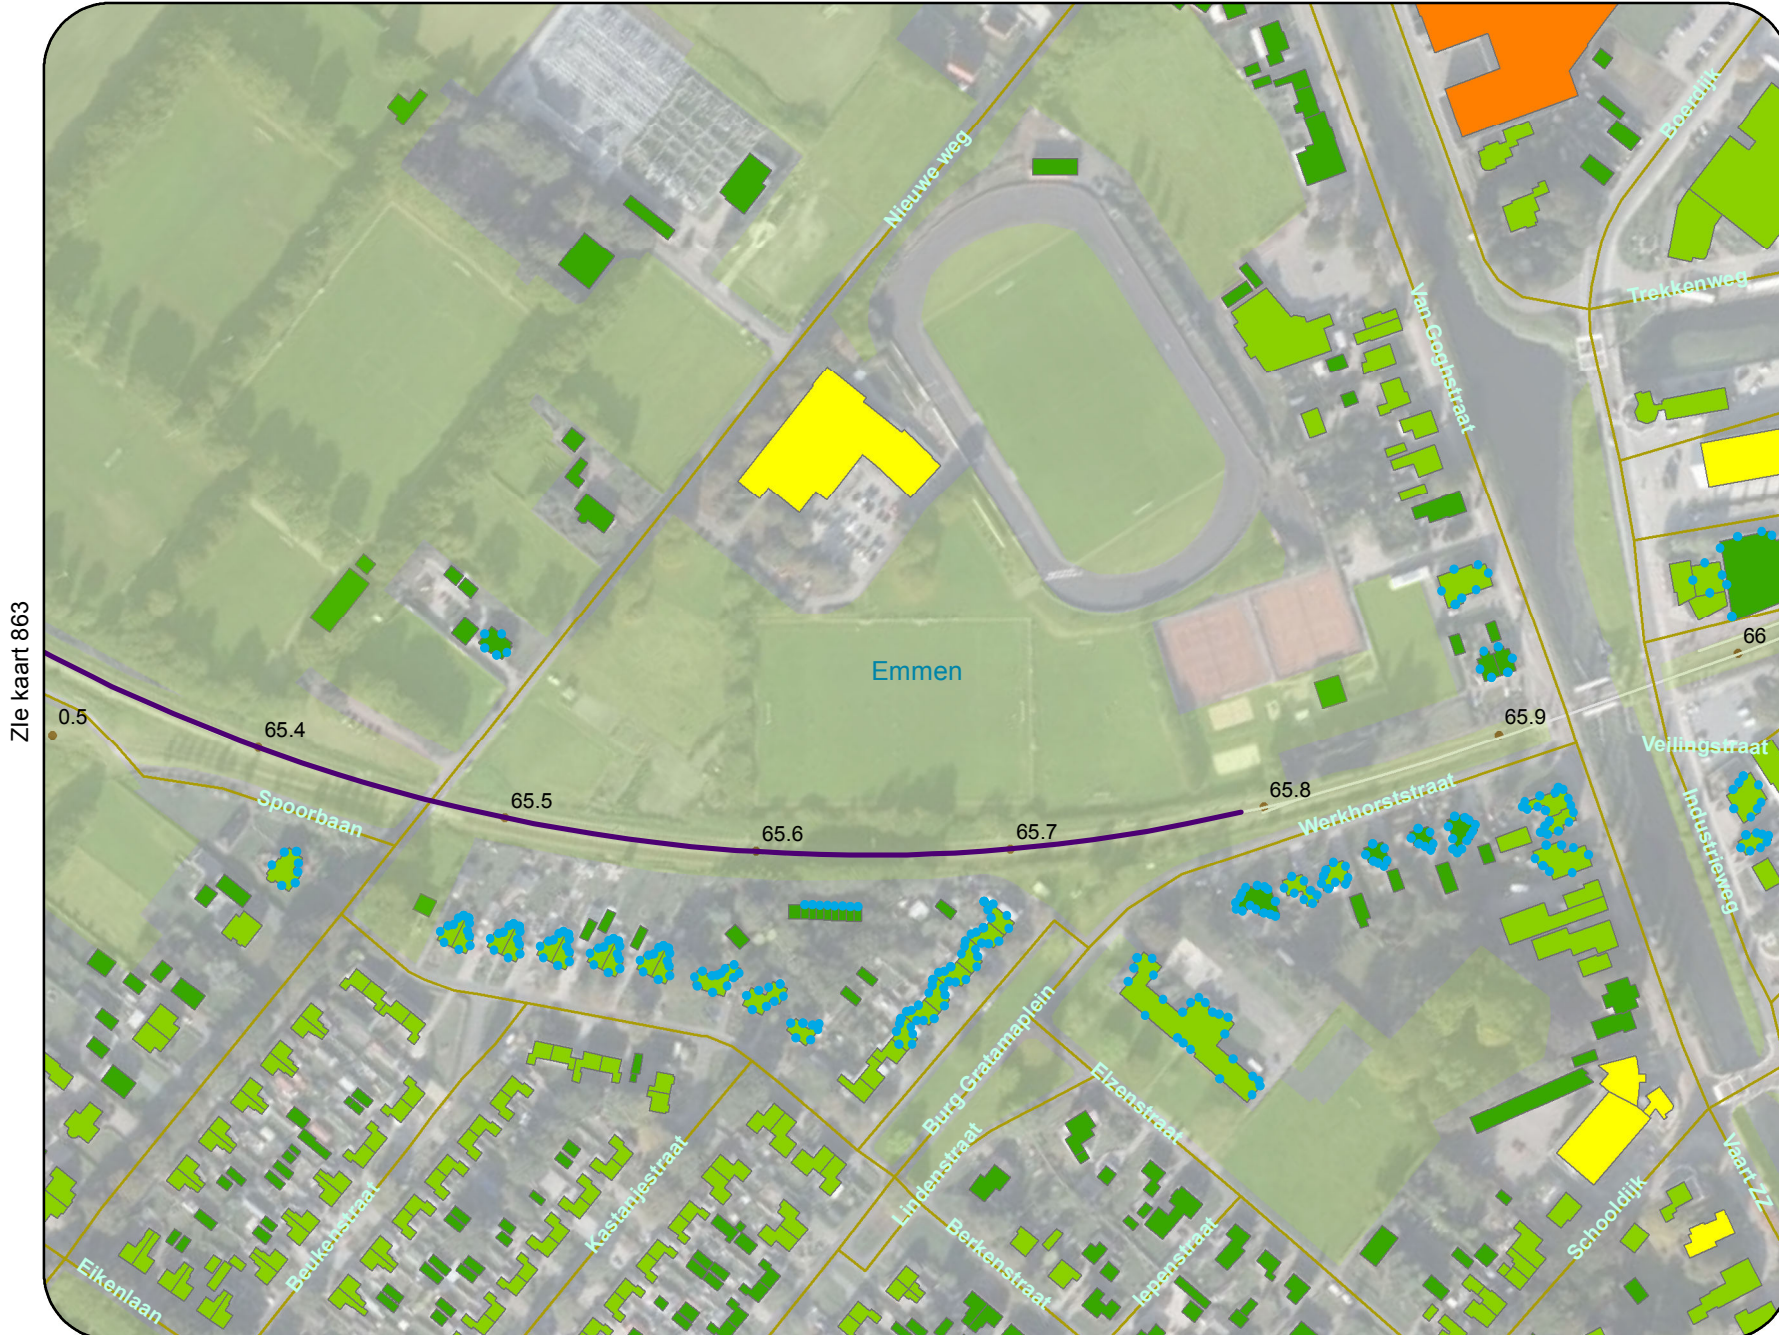 Boerdijk
Nieuwe weg
Trekkenweg
Van Goghstraat
ZIe kaart 863
66
Emmen
0.5
65.4
65.9
Veilingstraat
65.5
65.8
Spoorbaan
65.6
65.7
Werkhorststraat
Industrieweg
Burg Gratamaplein
Elzenstraat
Lindenstraat
Vaart ZZ
Kastanjestraat
Beukenstraat
Schooldijk
Berkenstraat
Iepenstraat
Eikenlaan